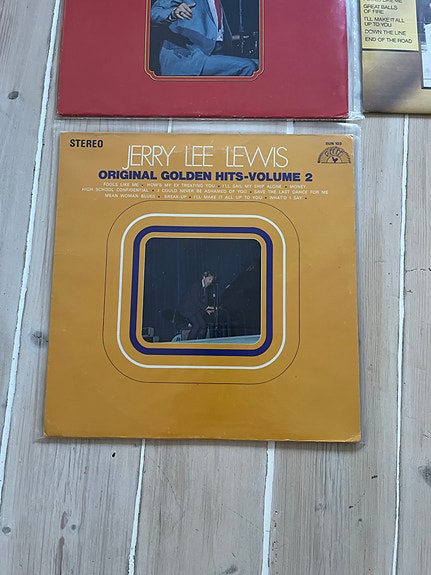 GREAT BALLS
OF FIRE
I'LL MAKE IT ALL
UP TO YOU
DOWN THE LINE
END OF THE ROAD
STEREO
JERRY LEE LEWIS
SUN 103
ORIGINAL GOLDEN HITS-VOLUME 2
FOOLS LIKE ME • HOW'S MY EX TREATING YOU • I'LL SAIL MY SHIP ALONE • MONEY
HIGH SCHOOL CONFIDENTIAL • I COULD NEVER BE ASHAMED OF YOU • SAVE THE LAST DANCE FOR ME
MEAN WOMAN BLUES • BREAK-UP • I'LL MAKE IT ALL UP TO YOU • WHAT'D I SAY •